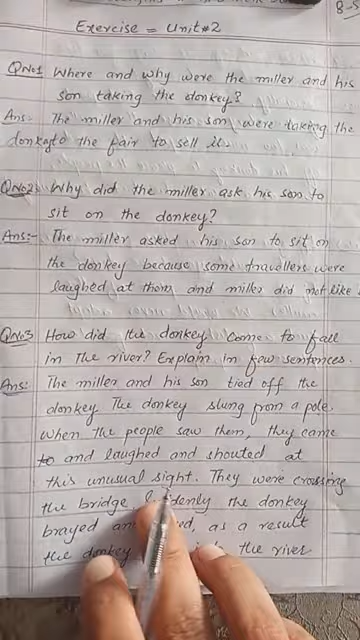 8-5
Exercise = Unit#2
QNo1 Where and why were the miller and his
son taking the donkey?
Ans:- The miller and his son were taking the
donkey to the fair to sell it.
QNo2:- Why did the miller ask his son to
sit on the donkey?
Ans:- The miller asked his son to sit on
the donkey because some travellers were
laughed at them and miller did not like
QNo3 How did the donkey come to fall
in the river? Explain in few sentences.
Ans: The miller and his son tied off the
donkey. The donkey slung from a pole.
When the people saw them, they came
to and laughed and shouted at
this unusual sight. They were crossing
the bridge. the donkey
brayed as a result
the donkey the river